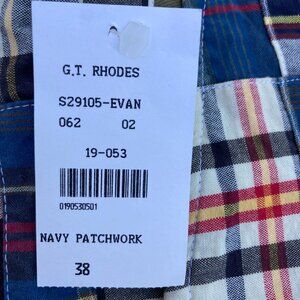 G.T. RHODES
S29105-EVAN
062 02
19-053
0190530501
NAVY PATCHWORK
38